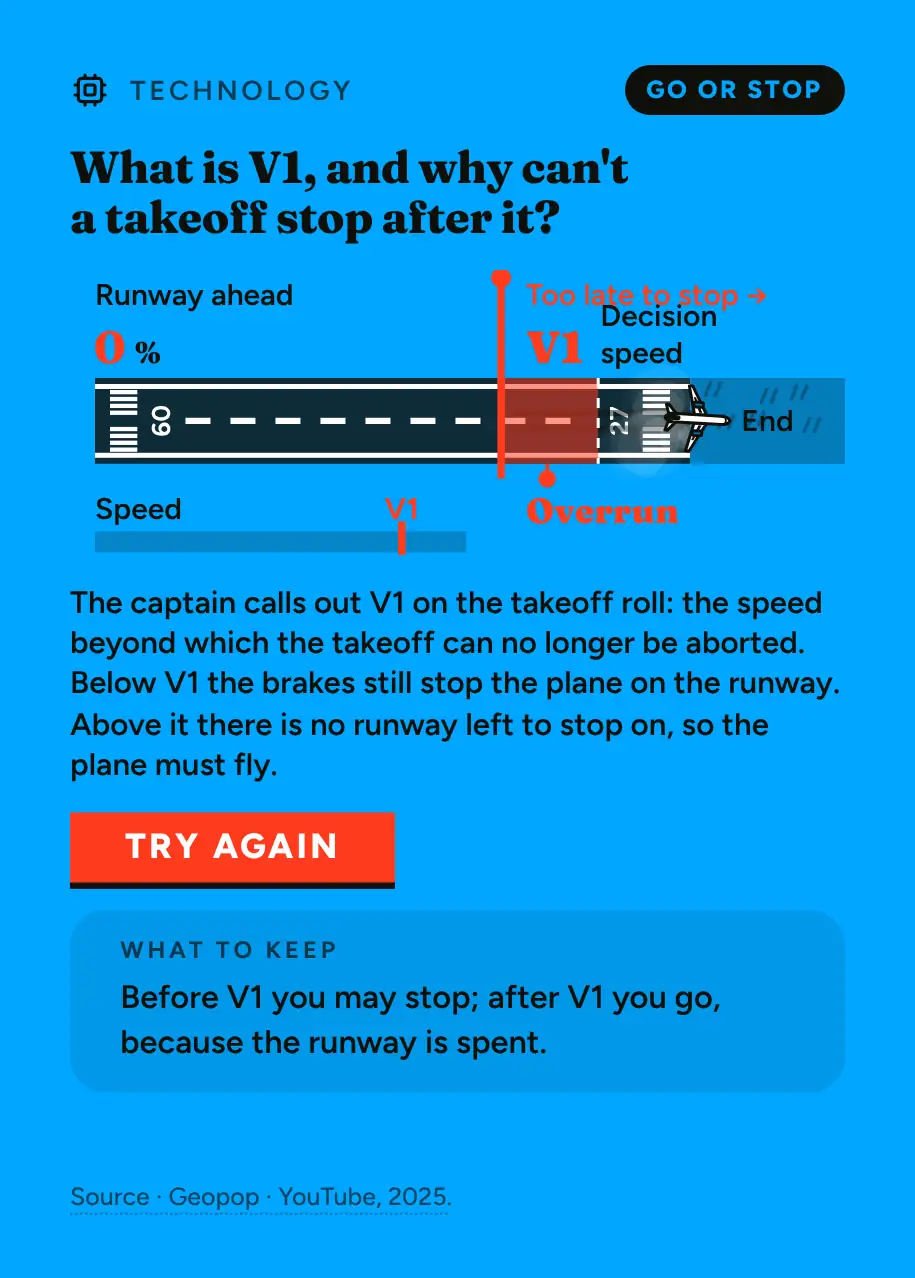 TECHNOLOGY
GO OR STOP
What is V1, and why can't
a takeoff stop after it?
Runway ahead
Too late to stop →
0 %
V1
Decision
speed
09
27
End
Speed
V1
Overrun
The captain calls out V1 on the takeoff roll: the speed
beyond which the takeoff can no longer be aborted.
Below V1 the brakes still stop the plane on the runway.
Above it there is no runway left to stop on, so the
plane must fly.
TRY AGAIN
WHAT TO KEEP
Before V1 you may stop; after V1 you go,
because the runway is spent.
Source · Geopop · YouTube, 2025.